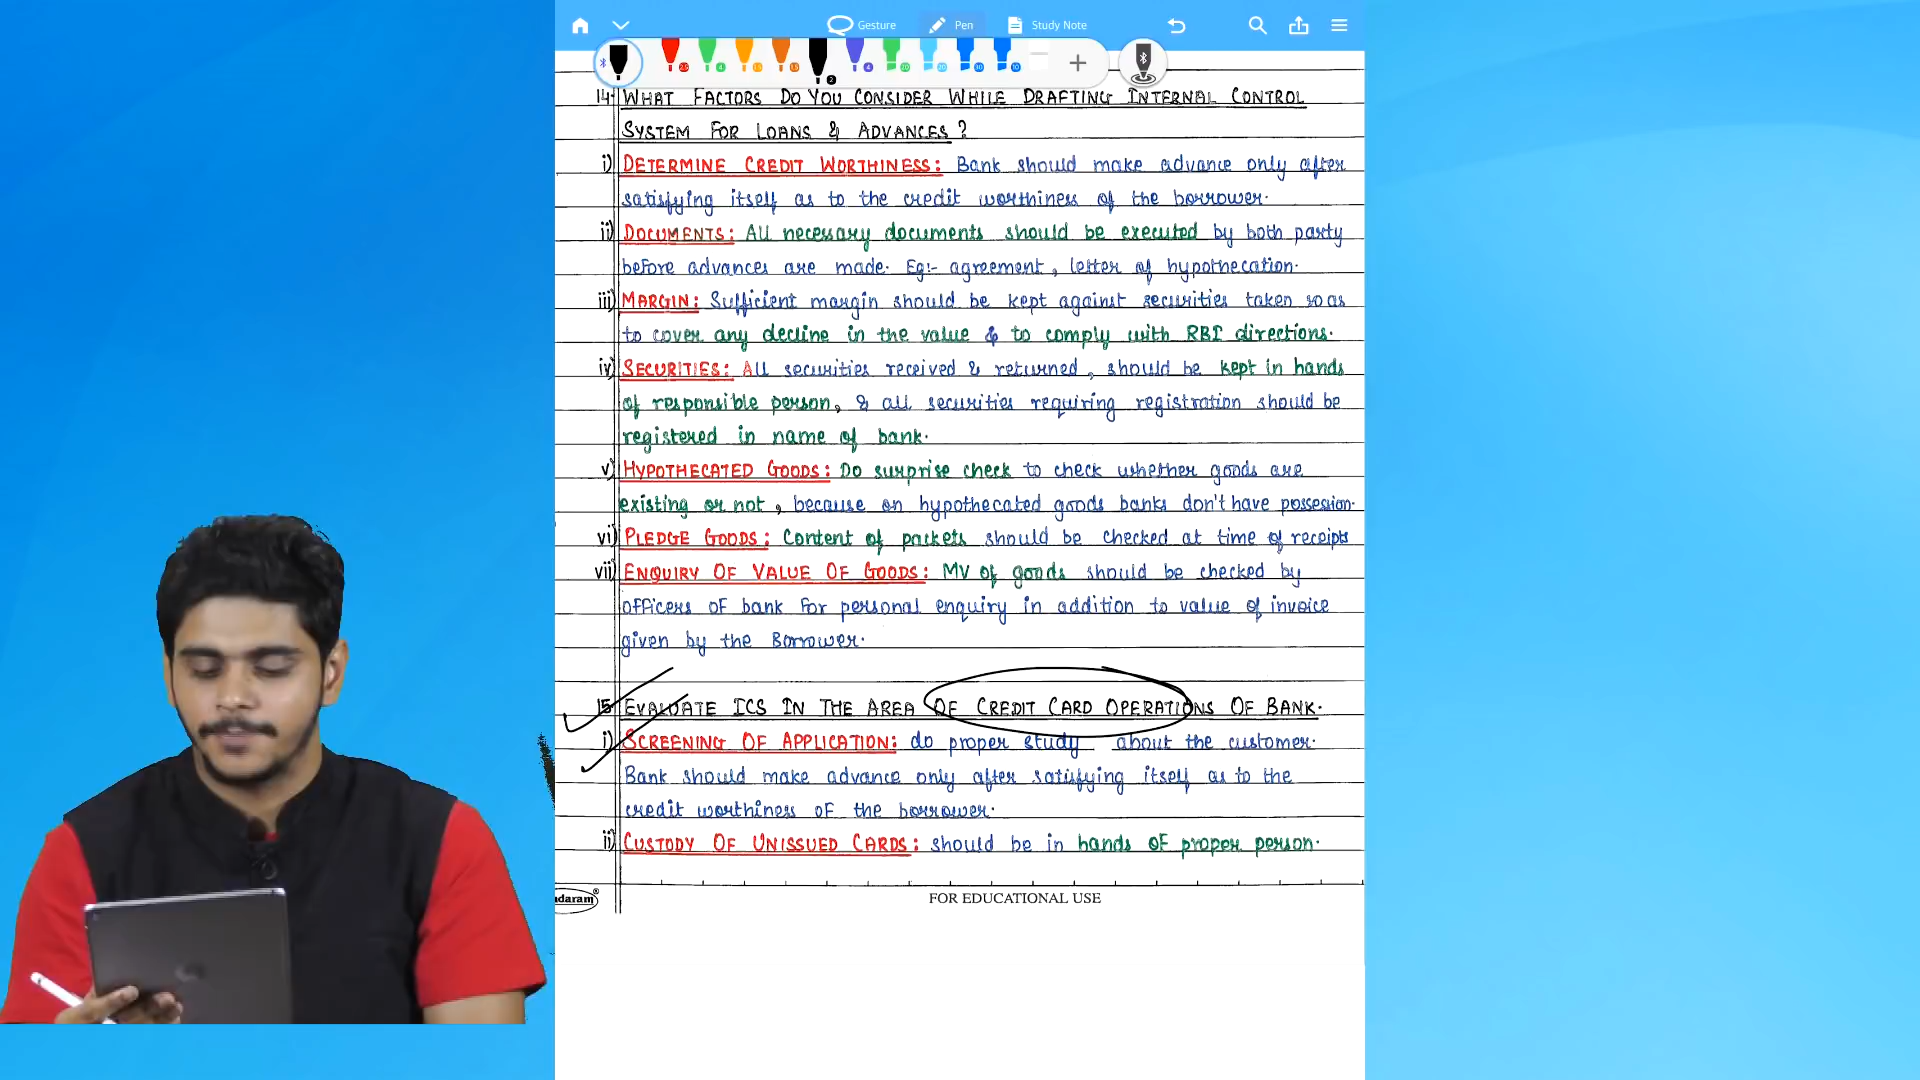 Gesture Pen Study Note
14. WHAT FACTORS DO YOU CONSIDER WHILE DRAFTING INTERNAL CONTROL
SYSTEM FOR LOANS & ADVANCES?
i) DETERMINE CREDIT WORTHINESS: Bank should make advance only after
satisfying itself as to the credit worthiness of the borrower.
ii) DOCUMENTS: All necessary documents should be executed by both party
before advances are made. Eg:- agreement, letter of hypothecation.
iii) MARGIN: Sufficient margin should be kept against securities taken so as
to cover any decline in the value & to comply with RBI directions.
iv) SECURITIES: All securities received & returned, should be kept in hands
of responsible person, & all securities requiring registration should be
registered in name of bank.
v) HYPOTHECATED GOODS: Do surprise check to check whether goods are
existing or not, because on hypothecated goods banks don't have possession.
vi) PLEDGE GOODS: Content of packets should be checked at time of receipts
vii) ENQUIRY OF VALUE OF GOODS: MV of goods should be checked by
officers of bank for personal enquiry in addition to value of invoice
given by the Borrower.
15. EVALUATE ICS IN THE AREA OF CREDIT CARD OPERATIONS OF BANK.
i) SCREENING OF APPLICATION: do proper study about the customer.
Bank should make advance only after satisfying itself as to the
credit worthiness of the borrower.
ii) CUSTODY OF UNISSUED CARDS: should be in hands of proper person.
daram®
FOR EDUCATIONAL USE